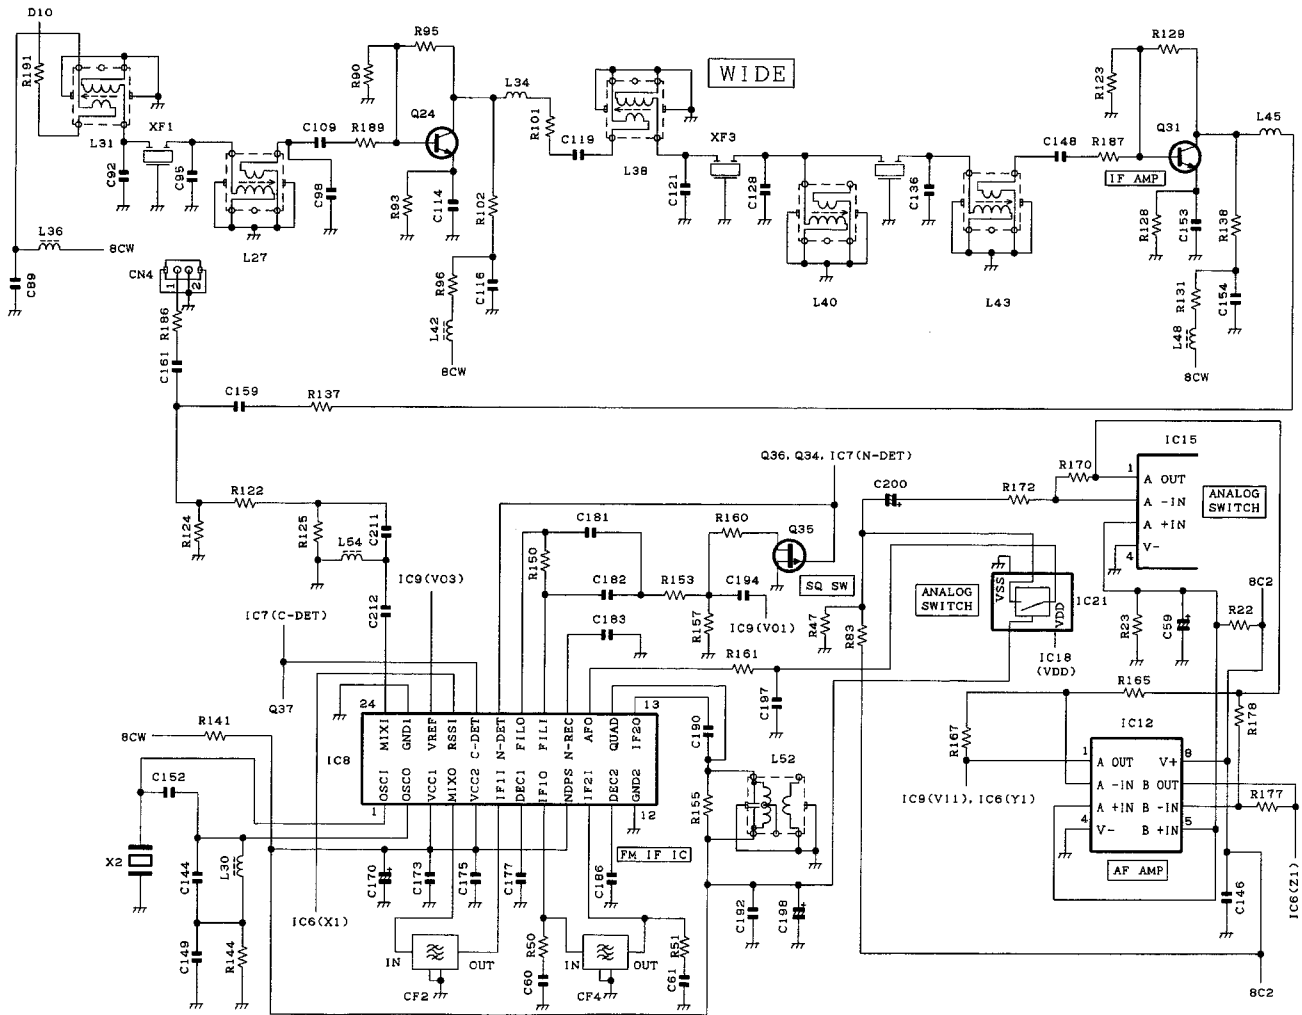 D10
R191
L31
XF1
C92
C95
L27
C98
C109
R189
R90
R95
Q24
R93
C114
R102
L34
R101
C119
L38
WIDE
XF3
C121
C128
L40
C136
L43
C148
R187
R123
R129
Q31
IF AMP
R128
C153
R138
L45
L36
8CW
C89
CN4
1
2
R186
C161
R96
C116
L42
8CW
R131
C154
L48
8CW
C159
R137
Q36, Q34, IC7(N-DET)
IC15
R170
1
A OUT
A -IN
A +IN
V-
4
ANALOG
SWITCH
C200
R172
R122
R124
R125
C211
L54
C212
IC9(VO3)
IC7(C-DET)
Q37
C181
R150
C182
C183
R153
R160
Q35
SQ SW
C194
R157
IC9(VO1)
R161
C197
R47
R83
ANALOG
SWITCH
VSS
VDD
IC21
IC18
(VDD)
R23
C59
R22
8C2
R165
R178
R167
IC12
1
8
A OUT
V+
A -IN
B OUT
A +IN
B -IN
4
5
V-
B +IN
AF AMP
R177
IC9(V11), IC6(Y1)
C146
IC6(Z1)
8C2
8CW
R141
24
13
IC8
MIXI
GND1
VREF
RSSI
C-DET
N-DET
FILO
FILI
N-REC
AFO
QUAD
IF2O
OSCI
OSCO
VCC1
MIXO
VCC2
IF1I
DEC1
IF1O
NDPS
IF2I
DEC2
GND2
1
12
FM IF IC
C190
R155
L52
C152
X2
C144
L30
C149
R144
IC6(X1)
C170
C173
C175
C177
C186
C192
C198
IN
OUT
CF2
R50
C60
IN
OUT
CF4
R51
C61